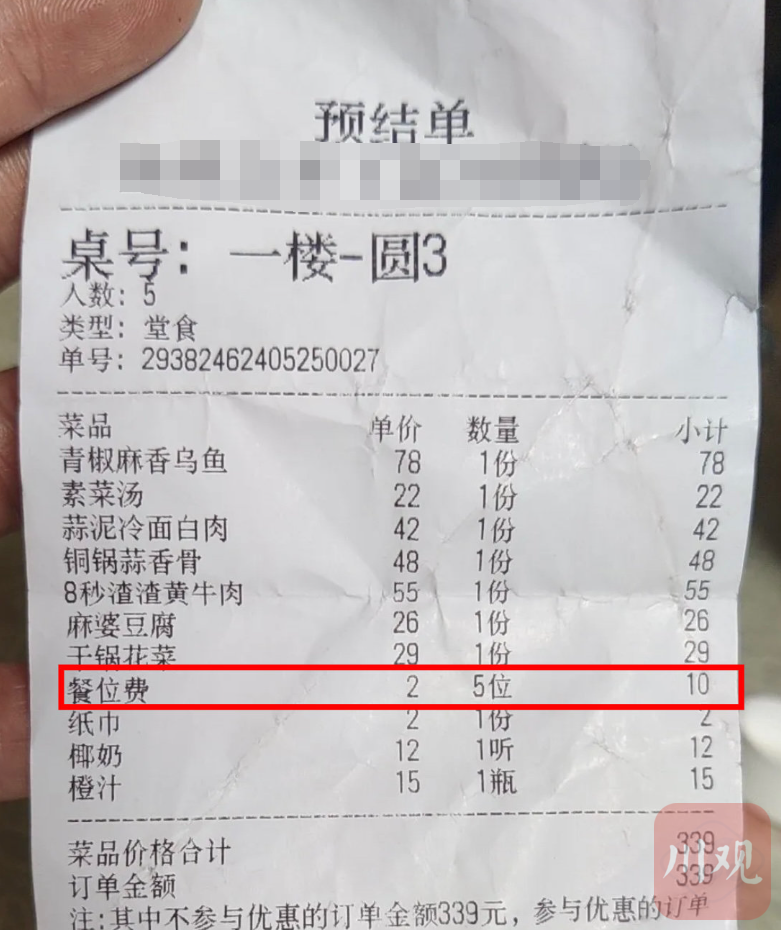 预结单
桌号: 一楼-圆3
人数: 5
类型: 堂食
单号: 29382462405250027
菜品 单价 数量 小计
青椒麻香乌鱼 78 1份 78
素菜汤 22 1份 22
蒜泥冷面白肉 42 1份 42
铜锅蒜香骨 48 1份 48
8秒渣渣黄牛肉 55 1份 55
麻婆豆腐 26 1份 26
干锅花菜 29 1份 29
餐位费 2 5位 10
纸巾 2 1份 2
椰奶 12 1听 12
橙汁 15 1瓶 15
菜品价格合计 339
订单金额 339
注:其中不参与优惠的订单金额339元，参与优惠的订单
川观